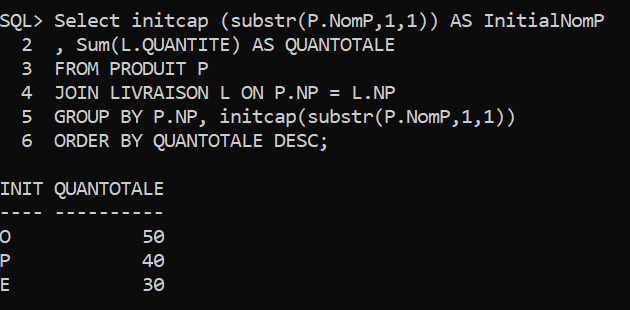 SQL> Select initcap (substr(P.NomP,1,1)) AS InitialNomP
2 , Sum(L.QUANTITE) AS QUANTOTALE
3 FROM PRODUIT P
4 JOIN LIVRAISON L ON P.NP = L.NP
5 GROUP BY P.NP, initcap(substr(P.NomP,1,1))
6 ORDER BY QUANTOTALE DESC;
INIT QUANTOTALE
---- ----------
O 50
P 40
E 30